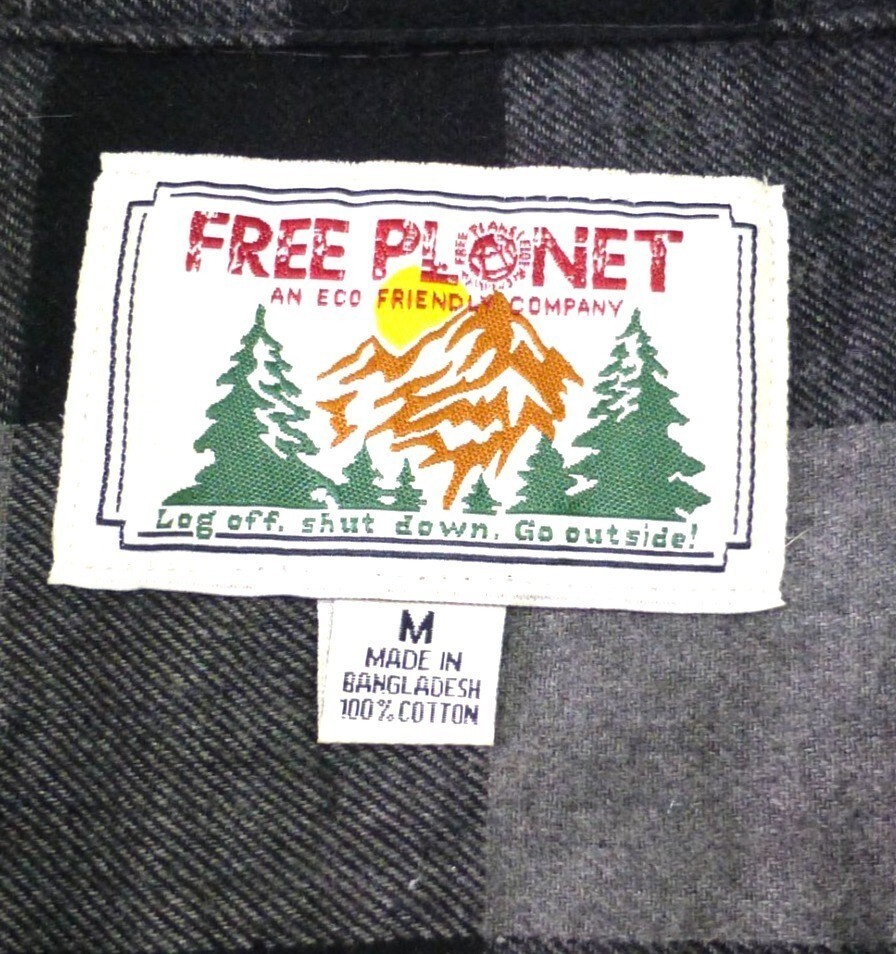 FREE PLANET
AN ECO FRIENDLY COMPANY
Log off. shut down. Go outside!
M
MADE IN
BANGLADESH
100% COTTON